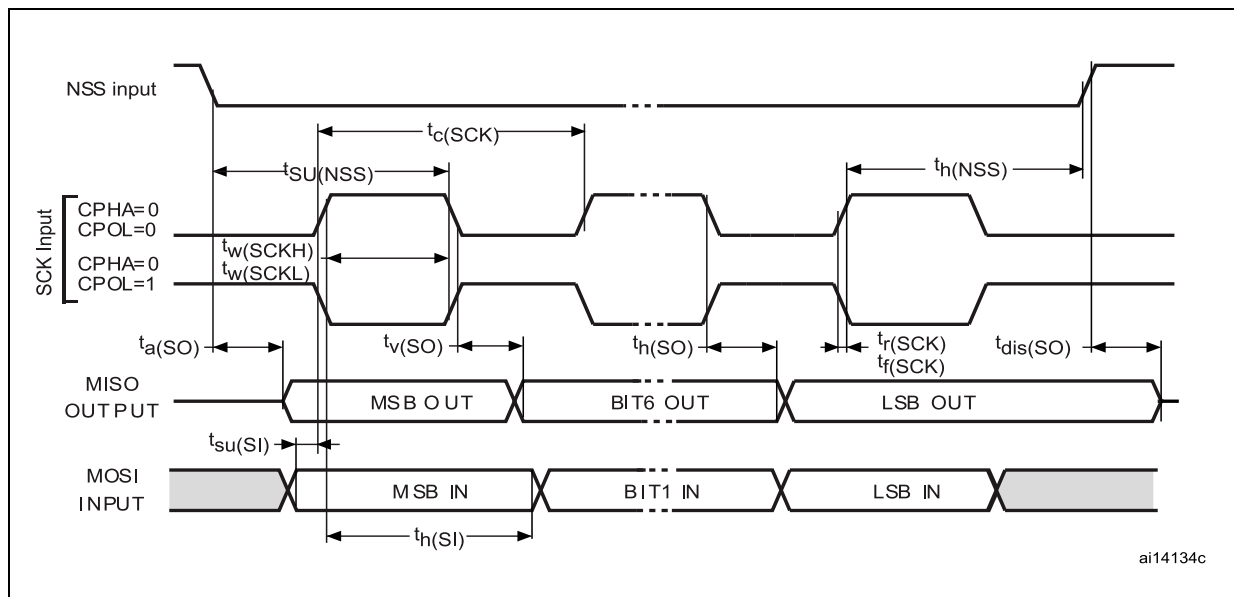 NSS input
tc(SCK)
tSU(NSS)
th(NSS)
SCK Input
CPHA=0
CPOL=0
tw(SCKH)
tw(SCKL)
CPHA=0
CPOL=1
ta(SO)
tv(SO)
th(SO)
tr(SCK)
tf(SCK)
tdis(SO)
MISO
OUTPUT
MSB OUT
BIT6 OUT
LSB OUT
tsu(SI)
MOSI
INPUT
MSB IN
BIT1 IN
LSB IN
th(SI)
ai14134c